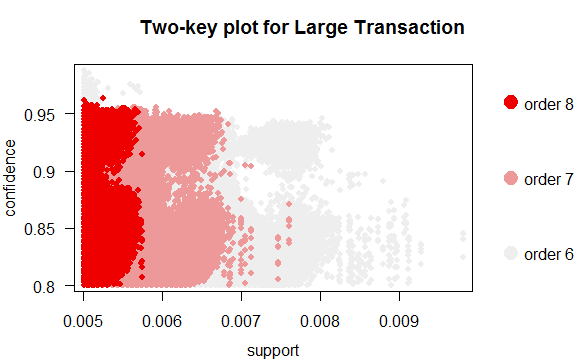 Two-key plot for Large Transaction
confidence
0.95
0.9
0.85
0.8
0.005
0.006
0.007
0.008
0.009
support
order 8
order 7
order 6